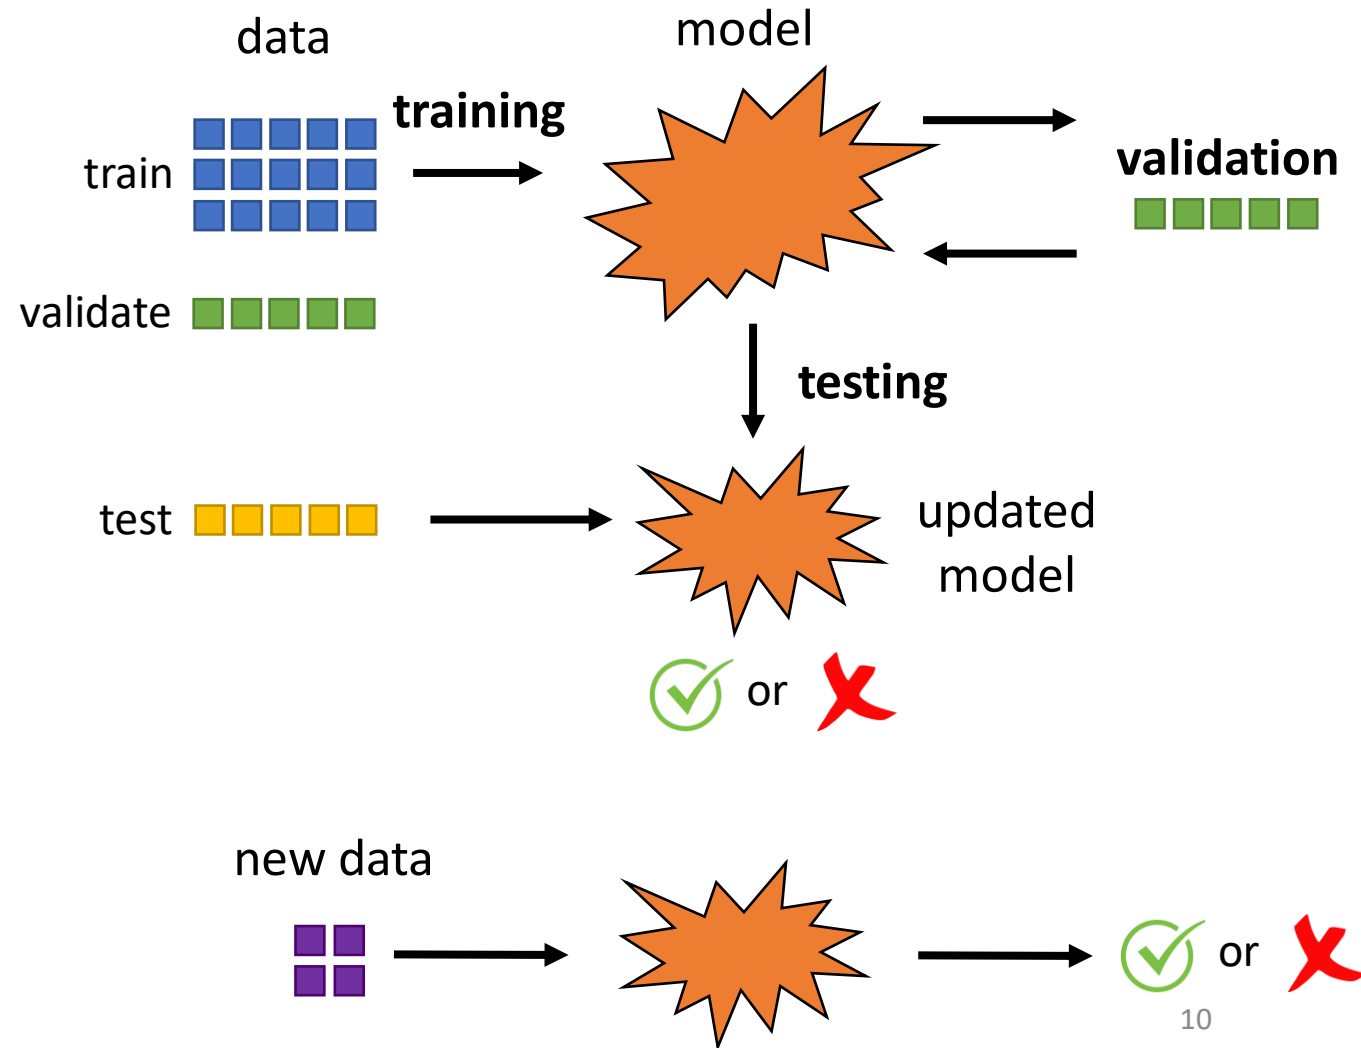 data
model
training
train
validation
validate
testing
test
updated
model
or
new data
or
10